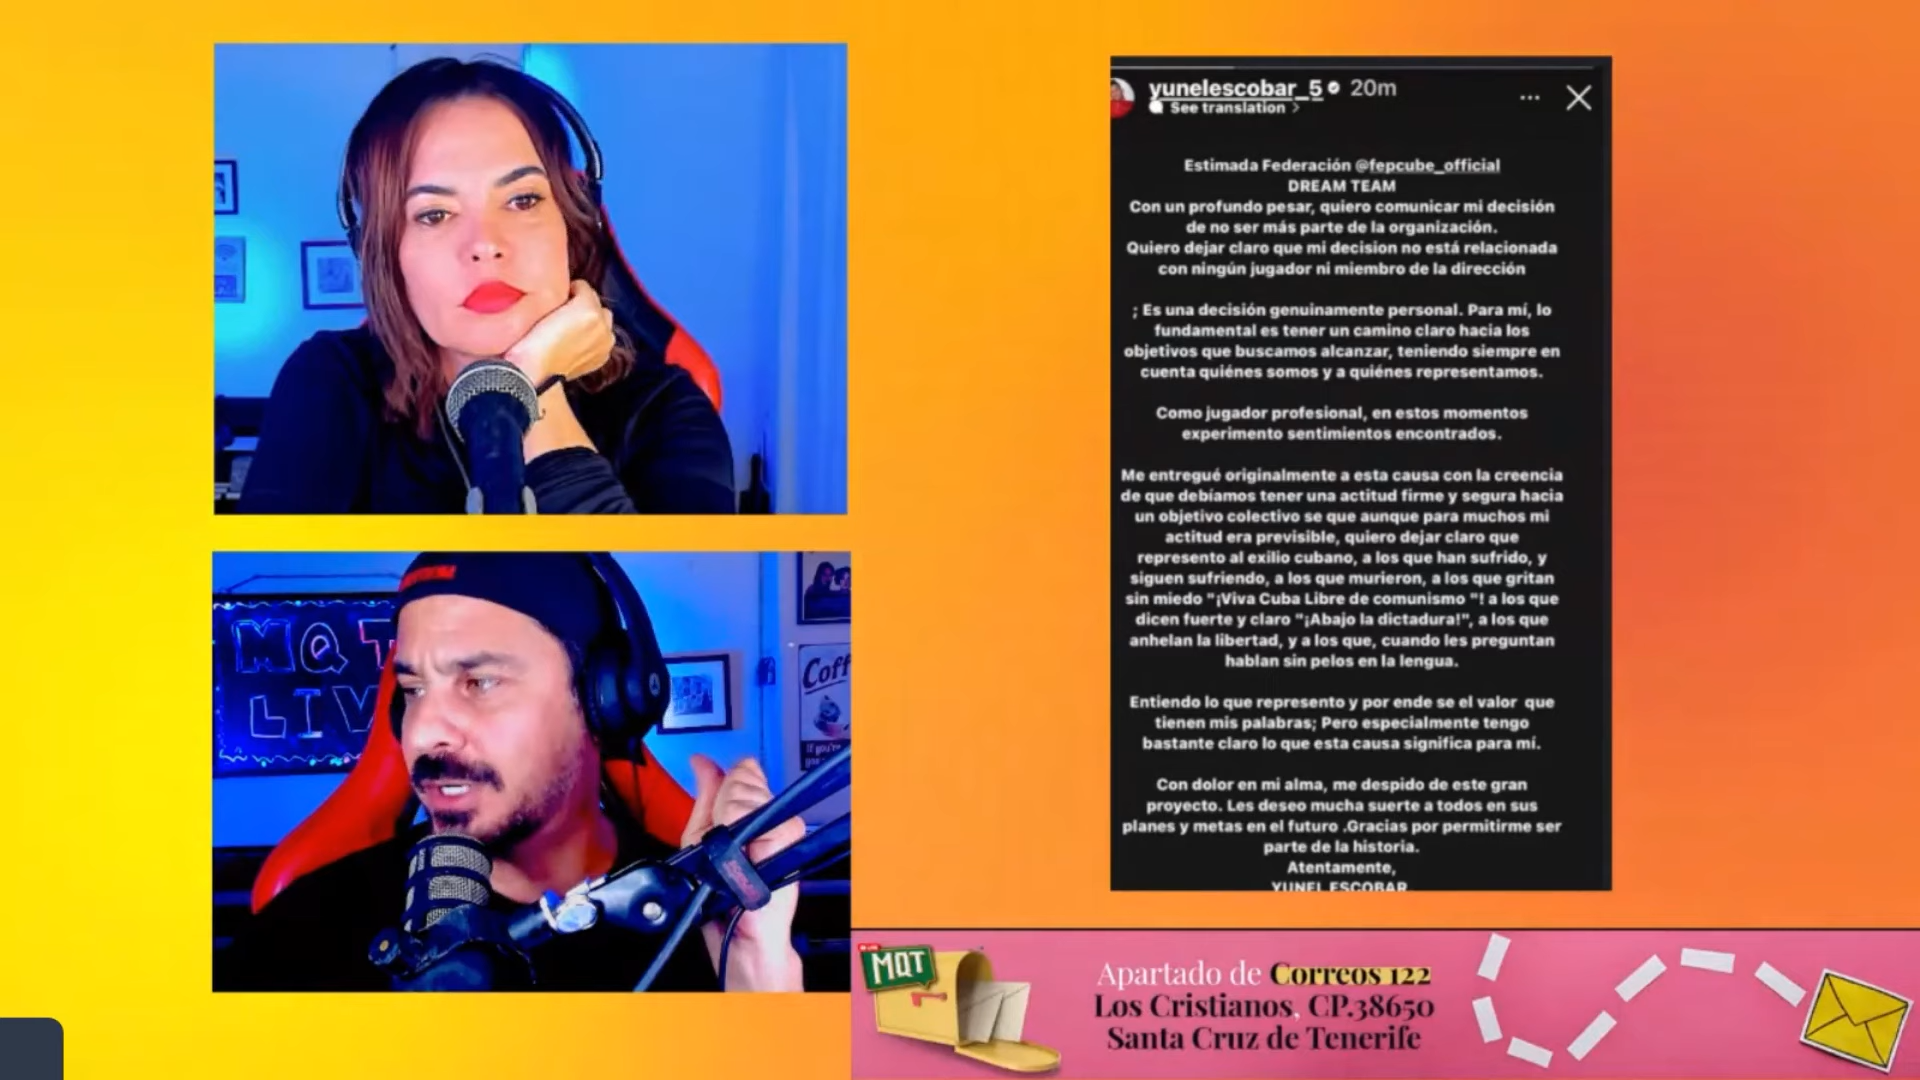 yunelescobar_5 20m
See translation
Estimada Federación @fepcube_official
DREAM TEAM
Con un profundo pesar, quiero comunicar mi decisión
de no ser más parte de la organización.
Quiero dejar claro que mi decision no está relacionada
con ningún jugador ni miembro de la dirección
; Es una decisión genuinamente personal. Para mí, lo
fundamental es tener un camino claro hacia los
objetivos que buscamos alcanzar, teniendo siempre en
cuenta quiénes somos y a quiénes representamos.
Como jugador profesional, en estos momentos
experimento sentimientos encontrados.
Me entregué originalmente a esta causa con la creencia
de que debíamos tener una actitud firme y segura hacia
un objetivo colectivo se que aunque para muchos mi
actitud era previsible, quiero dejar claro que
represento al exilio cubano, a los que han sufrido, y
siguen sufriendo, a los que murieron, a los que gritan
sin miedo "¡Viva Cuba Libre de comunismo "! a los que
dicen fuerte y claro "¡Abajo la dictadura!", a los que
anhelan la libertad, y a los que, cuando les preguntan
hablan sin pelos en la lengua.
Entiendo lo que represento y por ende se el valor que
tienen mis palabras; Pero especialmente tengo
bastante claro lo que esta causa significa para mí.
Con dolor en mi alma, me despido de este gran
proyecto. Les deseo mucha suerte a todos en sus
planes y metas en el futuro .Gracias por permitirme ser
parte de la historia.
Atentamente,
YUNEL ESCOBAR
MQT
LIV
Coff
If you're
MQT
Apartado de Correos 122
Los Cristianos, CP.38650
Santa Cruz de Tenerife